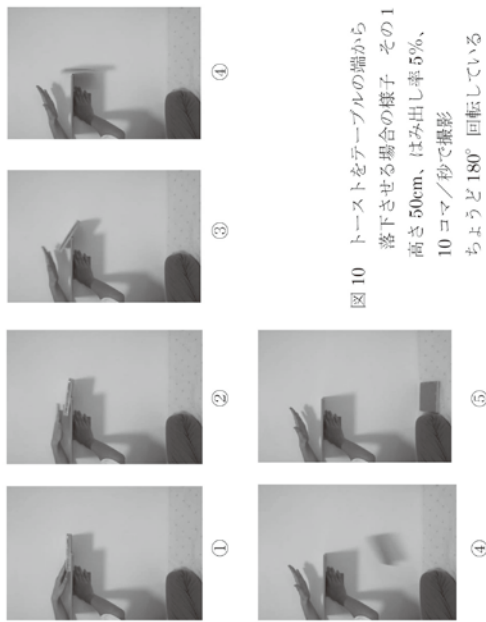 ①
②
③
④
④
⑤
図 10 トーストをテーブルの端から
落下させる場合の様子 その 1
高さ 50cm、はみ出し率 5%、
10 コマ／秒で撮影
ちょうど 180° 回転している